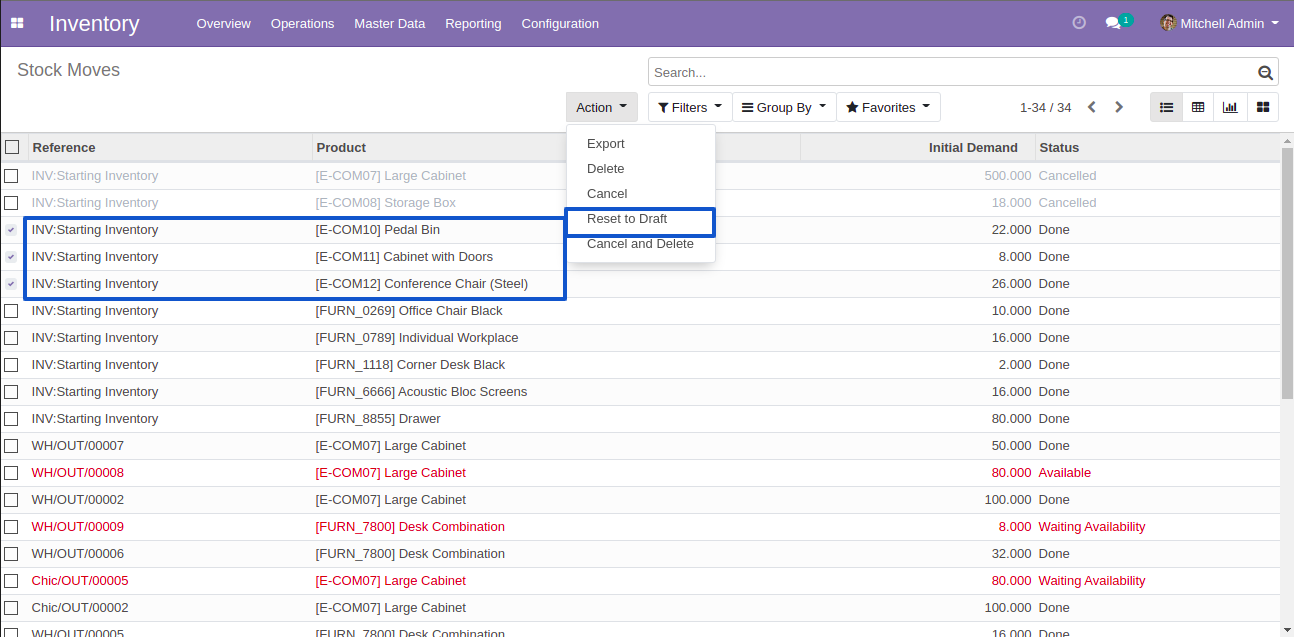 Inventory Overview Operations Master Data Reporting Configuration 1 Mitchell Admin
Stock Moves Search...
Action Filters Group By Favorites 1-34 / 34
Export
Delete
Cancel
Reset to Draft
Cancel and Delete
Reference Product Initial Demand Status
INV:Starting Inventory [E-COM07] Large Cabinet 500.000 Cancelled
INV:Starting Inventory [E-COM08] Storage Box 18.000 Cancelled
INV:Starting Inventory [E-COM10] Pedal Bin 22.000 Done
INV:Starting Inventory [E-COM11] Cabinet with Doors 8.000 Done
INV:Starting Inventory [E-COM12] Conference Chair (Steel) 26.000 Done
INV:Starting Inventory [FURN_0269] Office Chair Black 10.000 Done
INV:Starting Inventory [FURN_0789] Individual Workplace 16.000 Done
INV:Starting Inventory [FURN_1118] Corner Desk Black 2.000 Done
INV:Starting Inventory [FURN_6666] Acoustic Bloc Screens 16.000 Done
INV:Starting Inventory [FURN_8855] Drawer 80.000 Done
WH/OUT/00007 [E-COM07] Large Cabinet 50.000 Done
WH/OUT/00008 [E-COM07] Large Cabinet 80.000 Available
WH/OUT/00002 [E-COM07] Large Cabinet 100.000 Done
WH/OUT/00009 [FURN_7800] Desk Combination 8.000 Waiting Availability
WH/OUT/00006 [FURN_7800] Desk Combination 32.000 Done
Chic/OUT/00005 [E-COM07] Large Cabinet 80.000 Waiting Availability
Chic/OUT/00002 [E-COM07] Large Cabinet 100.000 Done
WH/OUT/00005 [FURN_7800] Desk Combination 16.000 Done